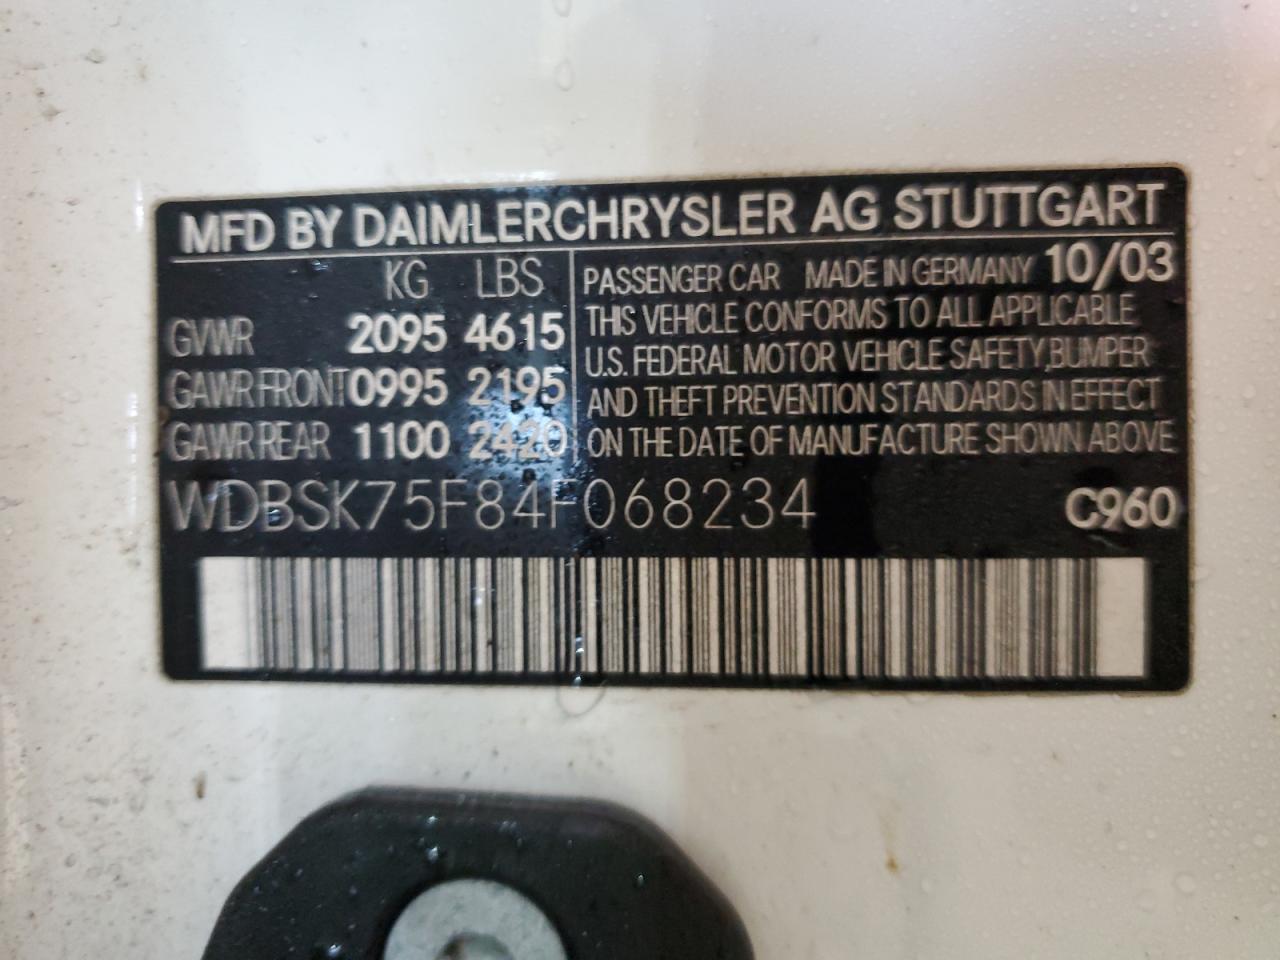 MFD BY DAIMLERCHRYSLER AG STUTTGART
KG LBS
GVWR 2095 4615
GAWR FRONT 0995 2195
GAWR REAR 1100 2420
PASSENGER CAR MADE IN GERMANY 10/03
THIS VEHICLE CONFORMS TO ALL APPLICABLE
U.S. FEDERAL MOTOR VEHICLE SAFETY,BUMPER
AND THEFT PREVENTION STANDARDS IN EFFECT
ON THE DATE OF MANUFACTURE SHOWN ABOVE
WDBSK75F84F068234 C960